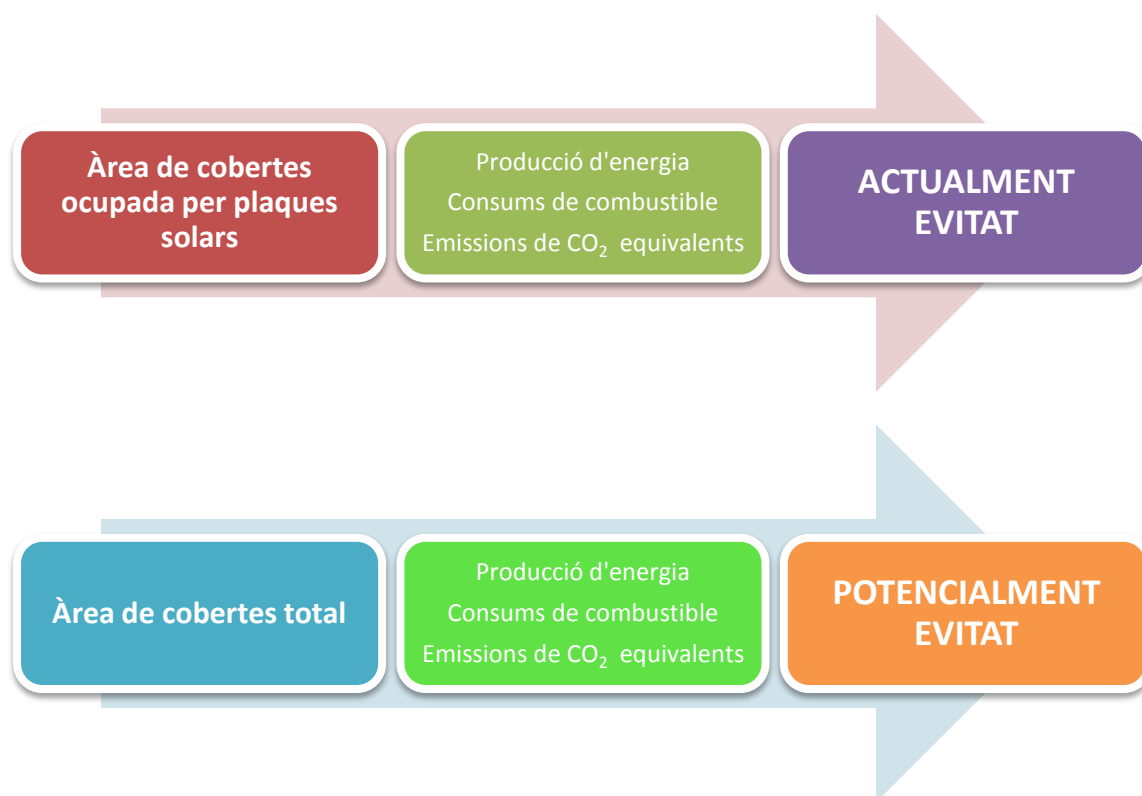 Àrea de cobertes
ocupada per plaques
solars
Producció d'energia
Consums de combustible
Emissions de CO₂ equivalents
ACTUALMENT
EVITAT
Àrea de cobertes total
Producció d'energia
Consums de combustible
Emissions de CO₂ equivalents
POTENCIALMENT
EVITAT